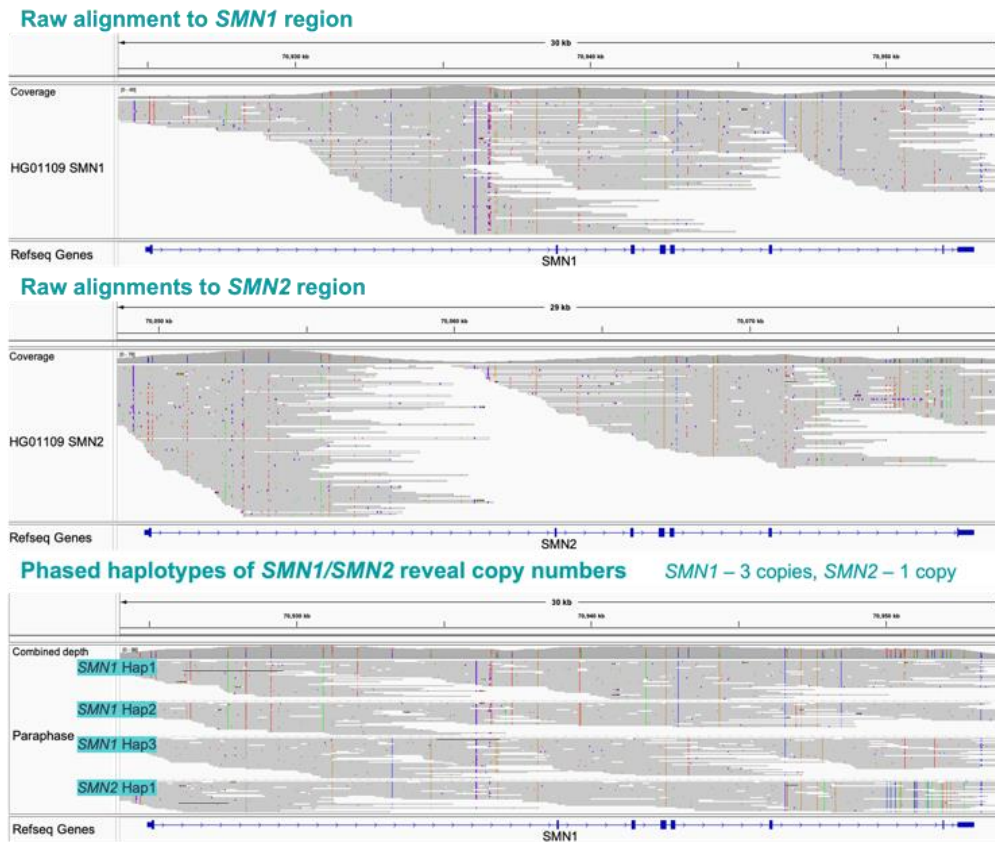 Raw alignment to SMN1 region
30 kb
70,930 kb
70,940 kb
70,950 kb
Coverage
HG01109 SMN1
Refseq Genes
SMN1
Raw alignments to SMN2 region
29 kb
70,050 kb
70,060 kb
70,070 kb
Coverage
HG01109 SMN2
Refseq Genes
SMN2
Phased haplotypes of SMN1/SMN2 reveal copy numbers SMN1 – 3 copies, SMN2 – 1 copy
30 kb
70,930 kb
70,940 kb
70,950 kb
Combined depth
SMN1 Hap1
SMN1 Hap2
Paraphase
SMN1 Hap3
SMN2 Hap1
Refseq Genes
SMN1